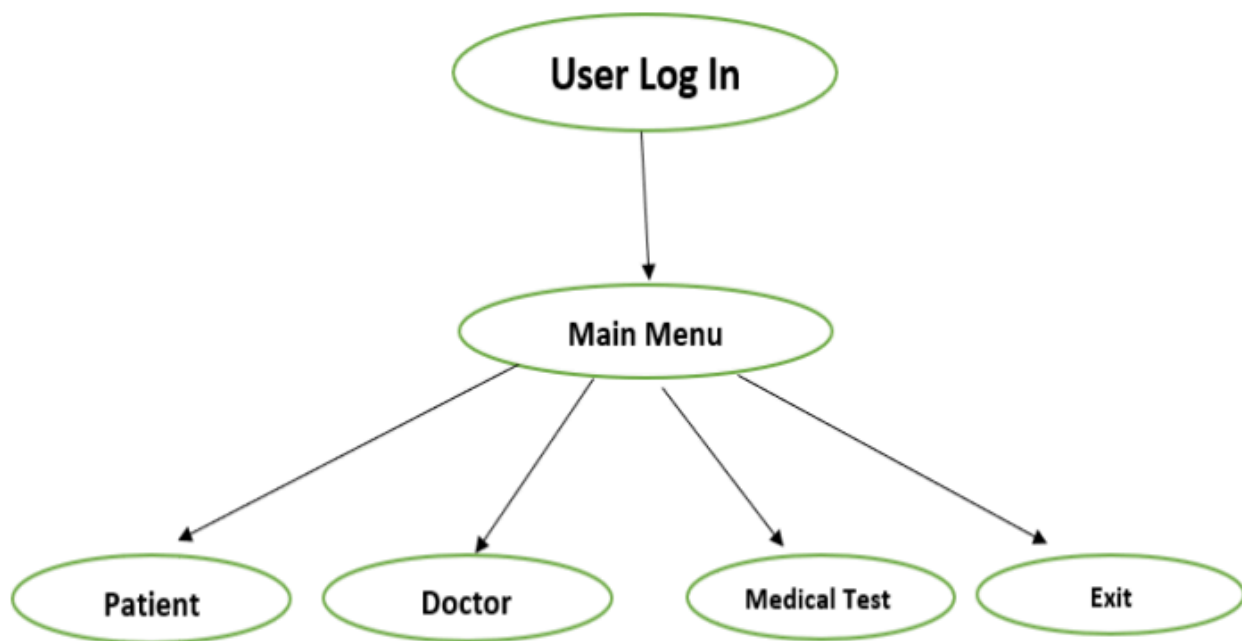 User Log In
Main Menu
Patient
Doctor
Medical Test
Exit